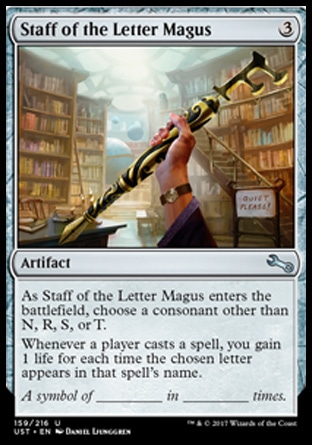 Staff of the Letter Magus 3
QUIET
PLEASE!
Artifact
As Staff of the Letter Magus enters the
battlefield, choose a consonant other than
N, R, S, or T.
Whenever a player casts a spell, you gain
1 life for each time the chosen letter
appears in that spell's name.
A symbol of ________ in ________ times.
159/216 U
UST • EN Daniel Ljunggren
™ & © 2017 Wizards of the Coast